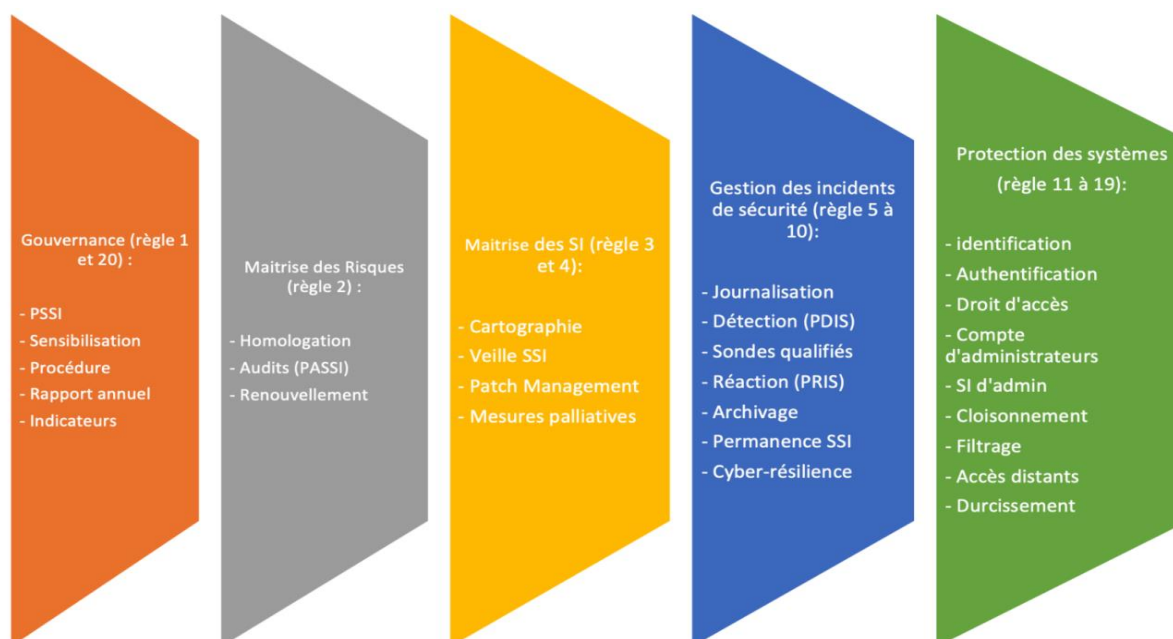 Gouvernance (règle 1
et 20) :
- PSSI
- Sensibilisation
- Procédure
- Rapport annuel
- Indicateurs
Maitrise des Risques
(règle 2) :
- Homologation
- Audits (PASSI)
- Renouvellement
Maitrise des SI (règle 3
et 4):
- Cartographie
- Veille SSI
- Patch Management
- Mesures palliatives
Gestion des incidents
de sécurité (règle 5 à
10):
- Journalisation
- Détection (PDIS)
- Sondes qualifiés
- Réaction (PRIS)
- Archivage
- Permanence SSI
- Cyber-résilience
Protection des systèmes
(règle 11 à 19):
- identification
- Authentification
- Droit d'accès
- Compte
d'administrateurs
- SI d'admin
- Cloisonnement
- Filtrage
- Accès distants
- Durcissement